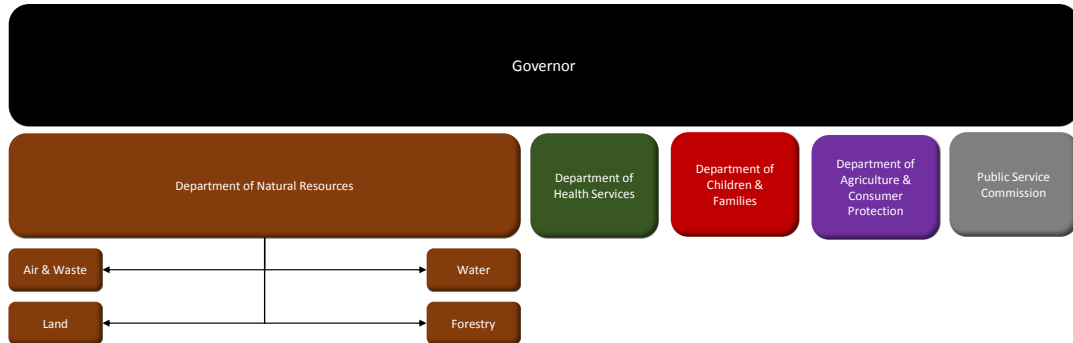 Governor
Department of Natural Resources
Department of
Health Services
Department of
Children &
Families
Department of
Agriculture &
Consumer
Protection
Public Service
Commission
Air & Waste
Water
Land
Forestry